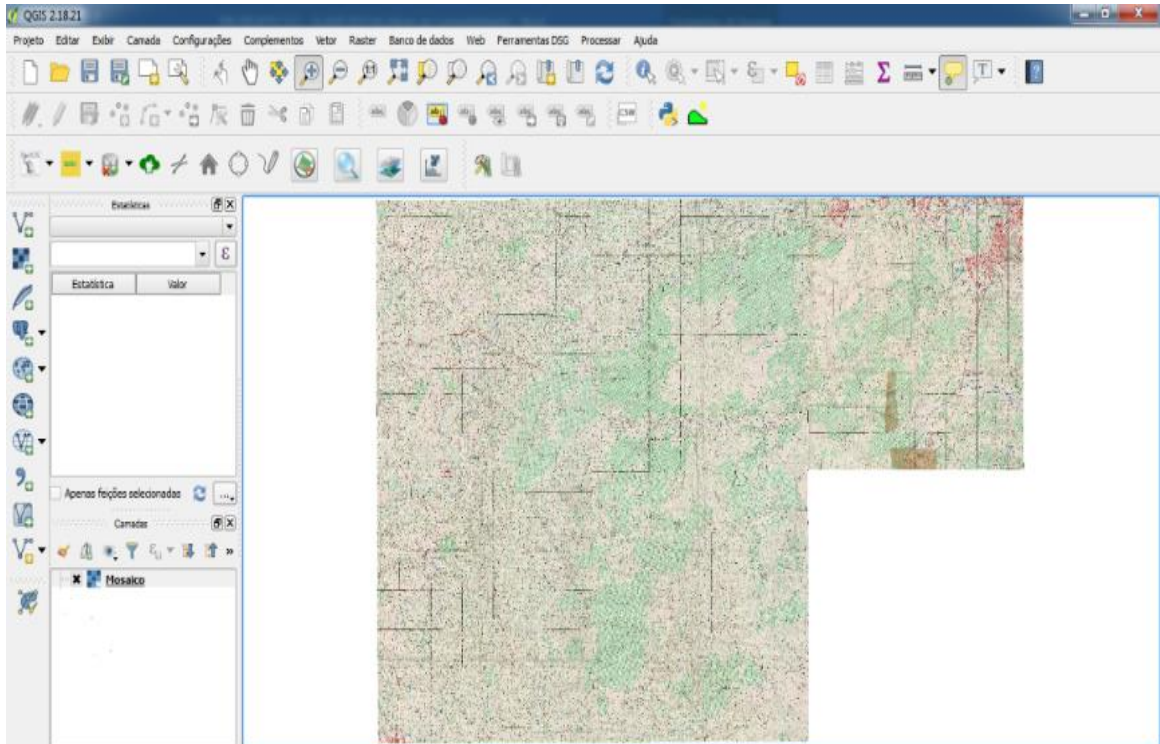 QGIS 2.18.21
Projeto Editar Exibir Camada Configurações Complementos Vetor Raster Banco de dados Web Ferramentas DSG Processar Ajuda
Estatísticas
ε
Estatística Valor
Apenas feições selecionadas
Camadas
Mosaico